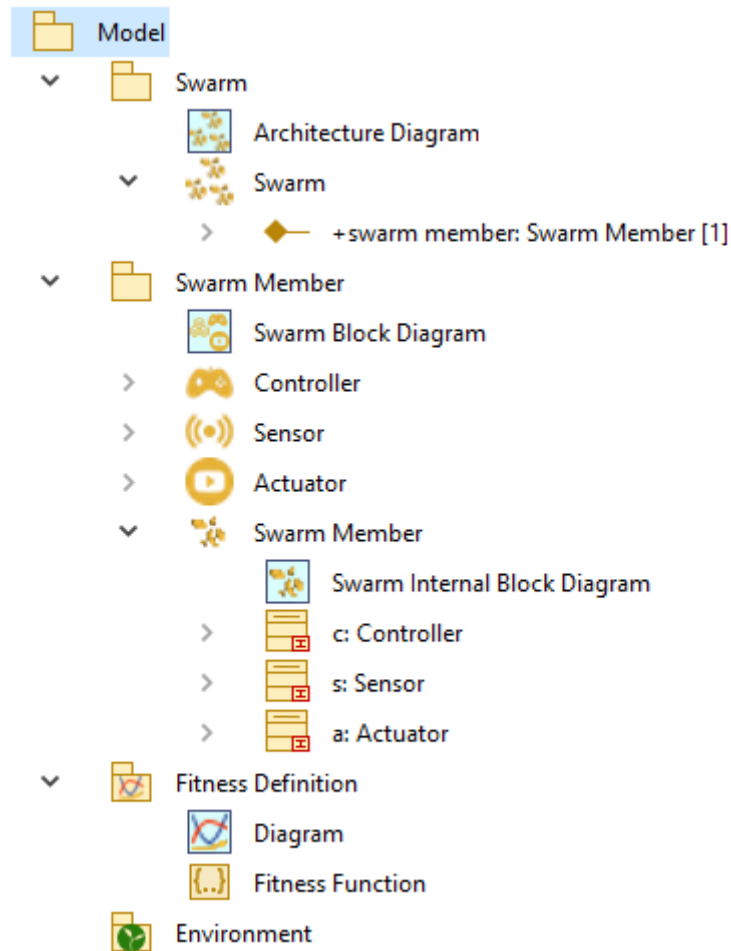 Model
Swarm
Architecture Diagram
Swarm
+swarm member: Swarm Member [1]
Swarm Member
Swarm Block Diagram
Controller
Sensor
Actuator
Swarm Member
Swarm Internal Block Diagram
c: Controller
s: Sensor
a: Actuator
Fitness Definition
Diagram
{..} Fitness Function
Environment